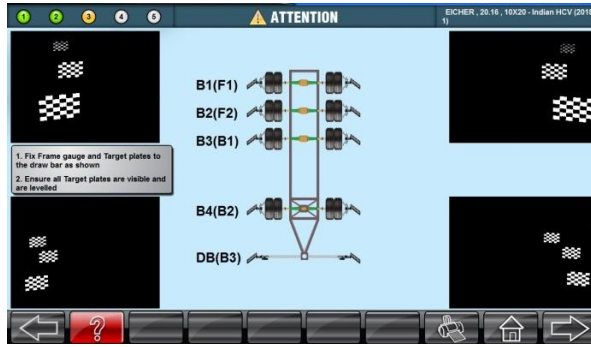 1 2 3 4 5
ATTENTION
EICHER , 20.16 , 10X20 - Indian HCV (2018
1)
B1(F1)
B2(F2)
B3(B1)
1. Fix Frame gauge and Target plates to
the draw bar as shown
2. Ensure all Target plates are visible and
are levelled
B4(B2)
DB(B3)
?